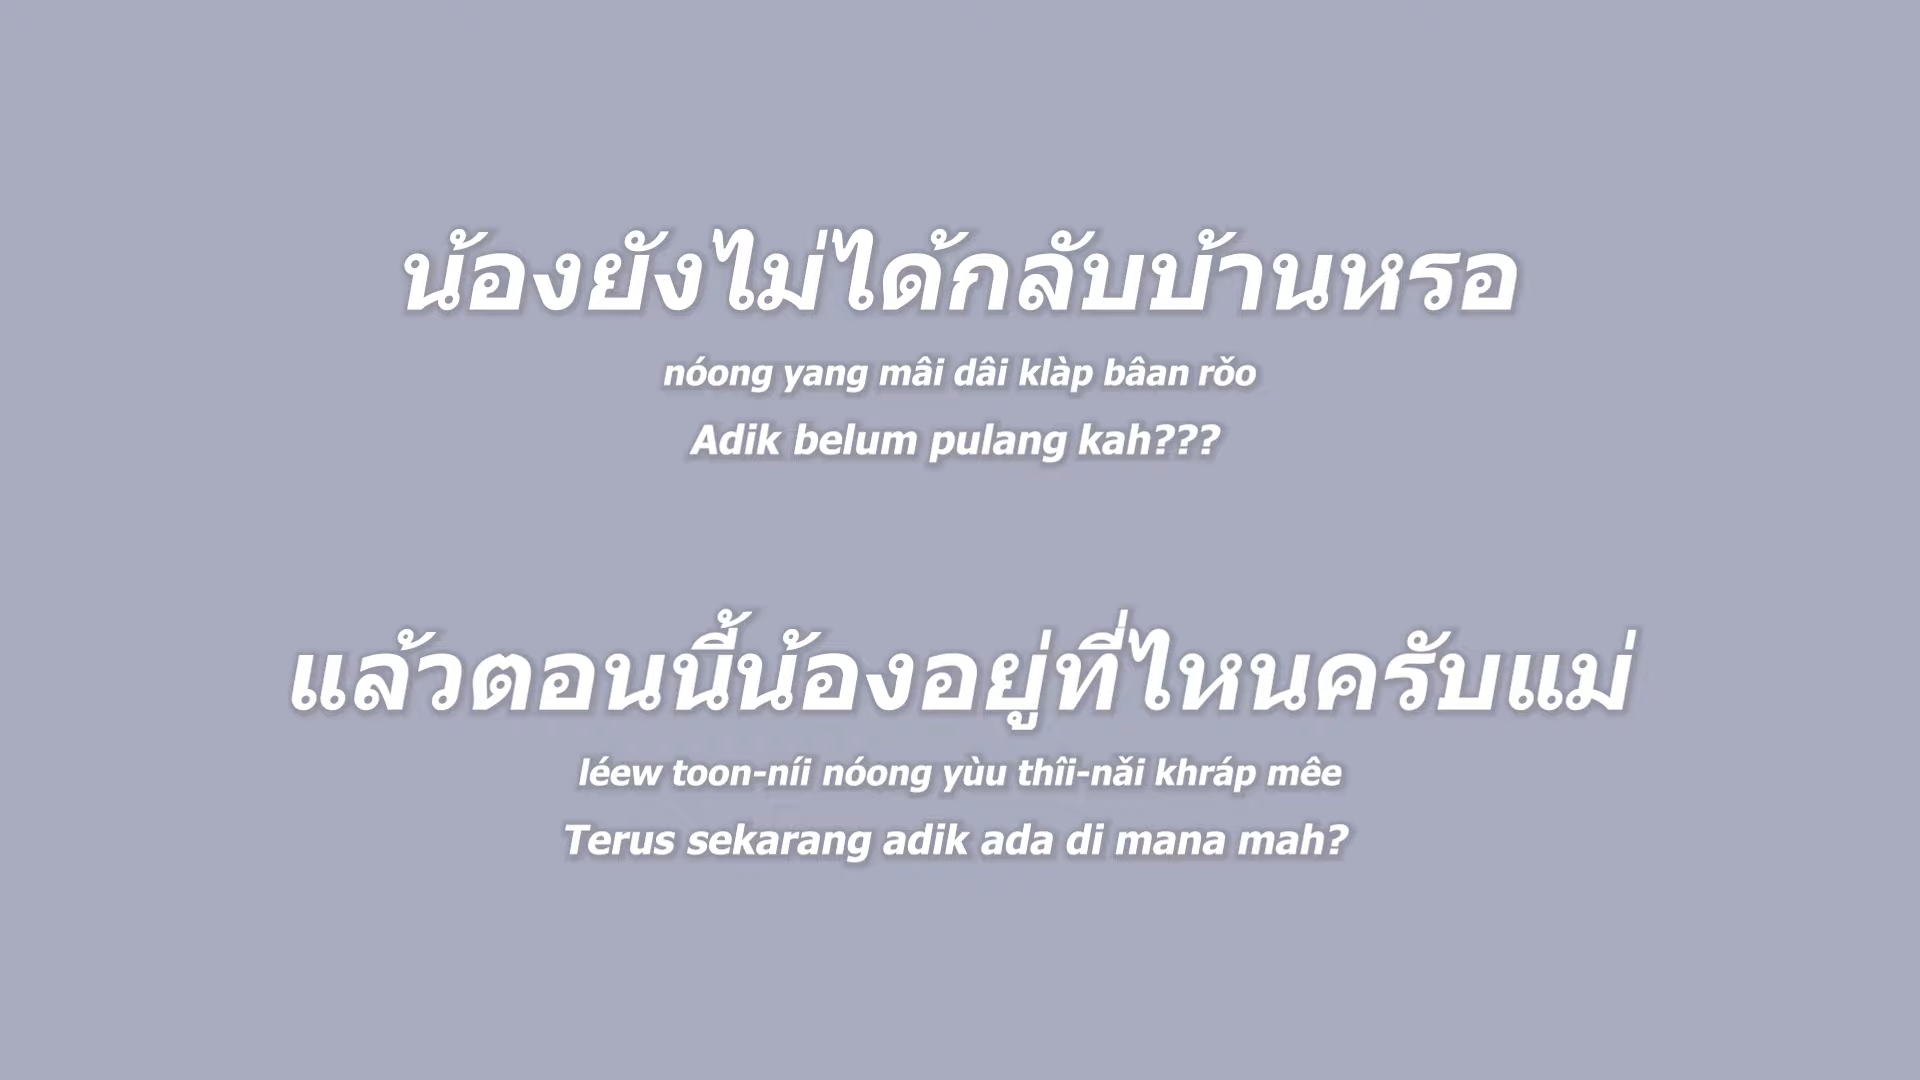 น้องยังไม่ได้กลับบ้านหรอ
nóong yang mâi dâi klàp bâan rǒo
Adik belum pulang kah???
แล้วตอนนี้น้องอยู่ที่ไหนครับแม่
léew toon-níi nóong yùu thîi-nǎi khráp mêe
Terus sekarang adik ada di mana mah?